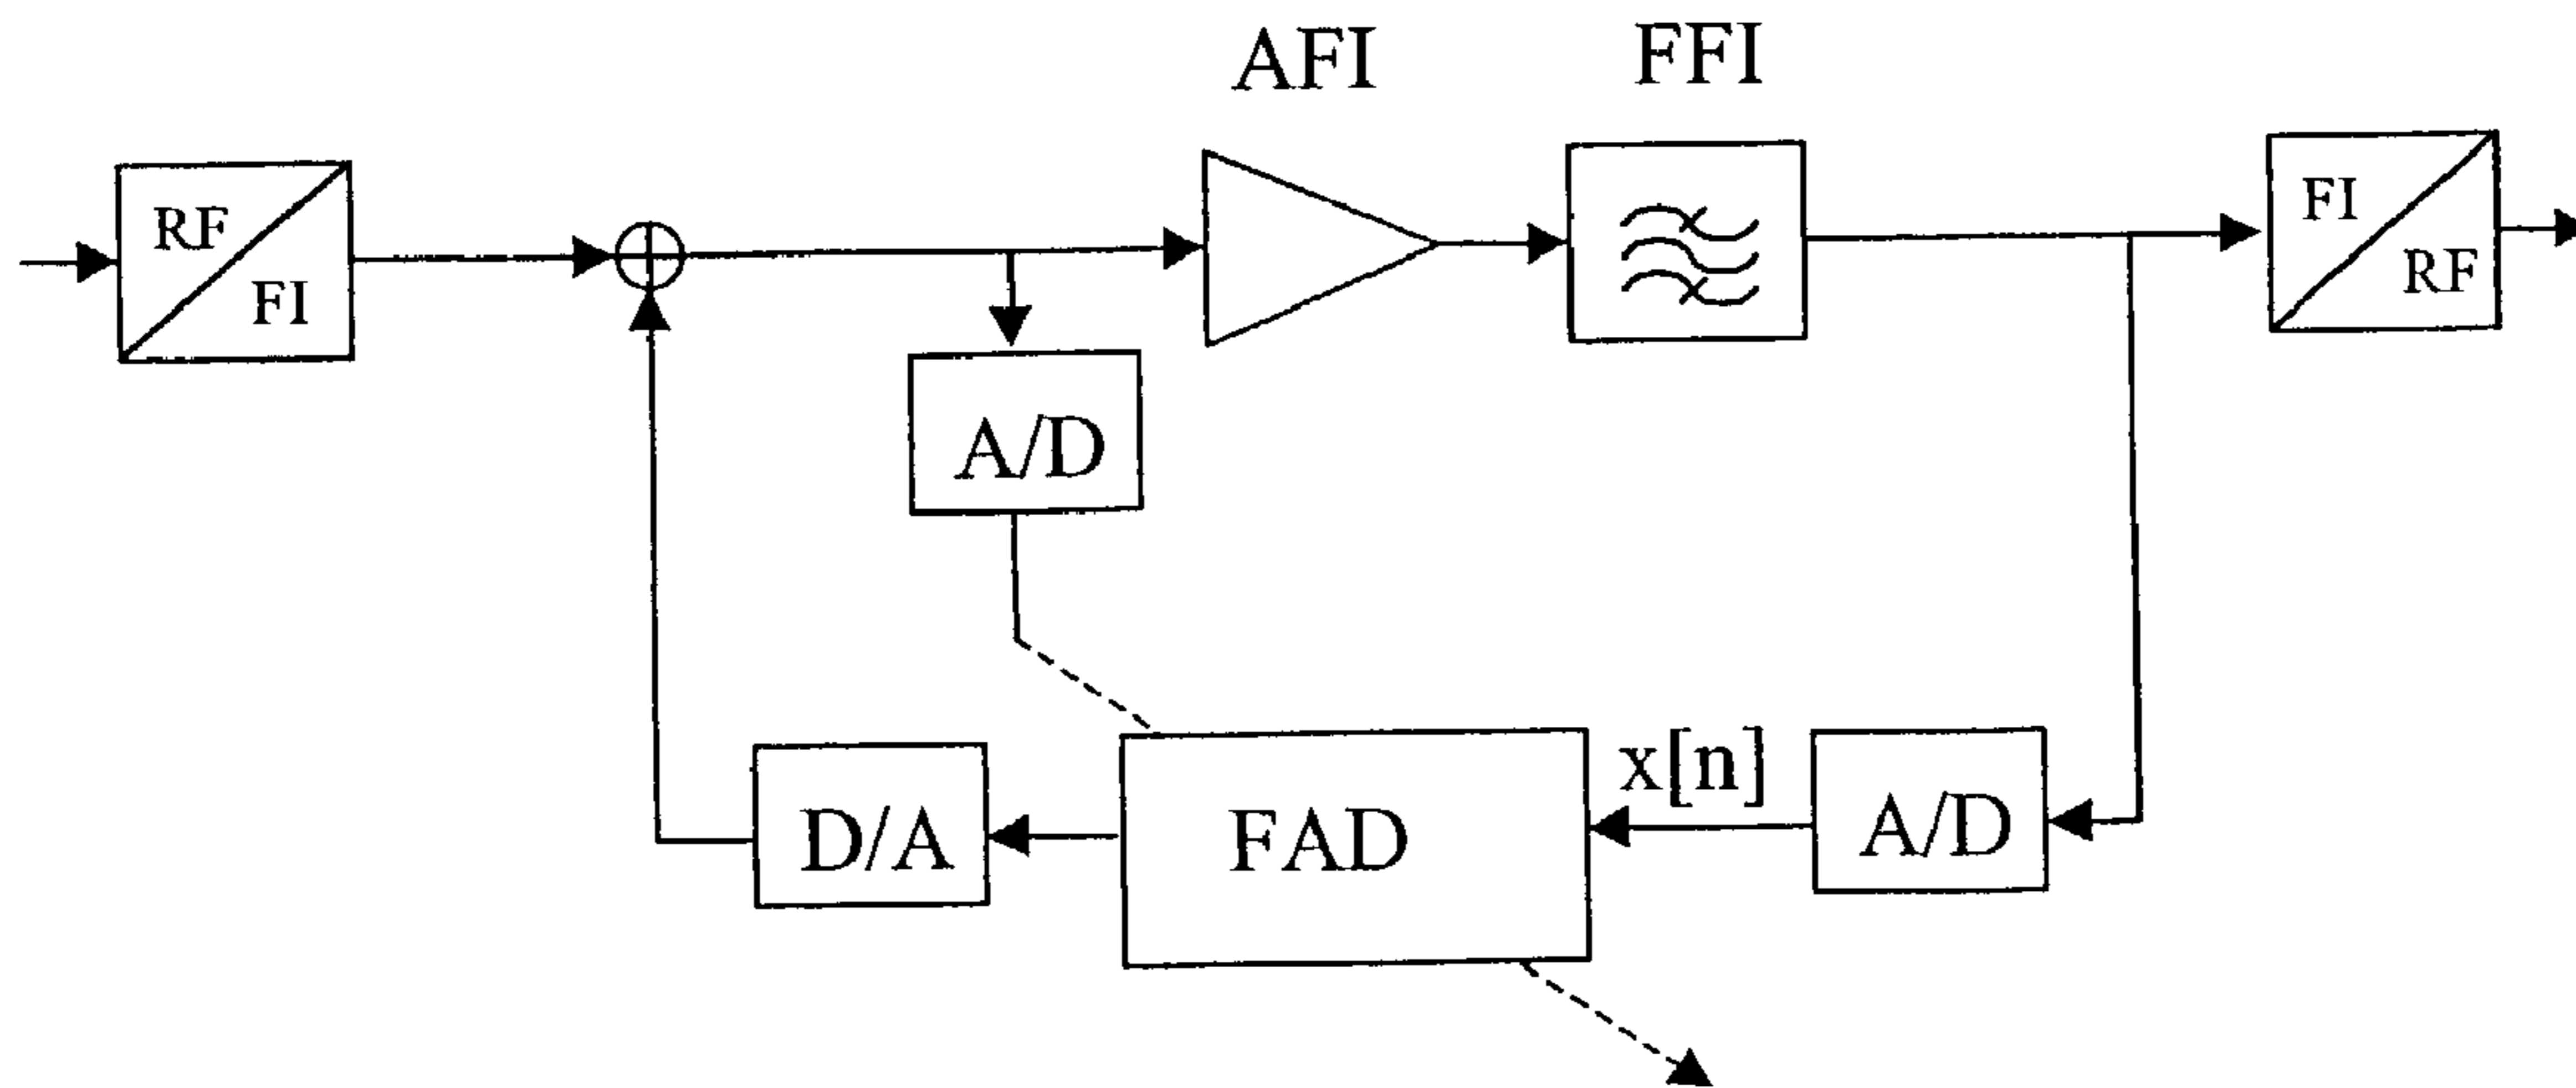 AFI
FFI
RF
FI
FI
RF
A/D
x[n]
D/A
FAD
A/D